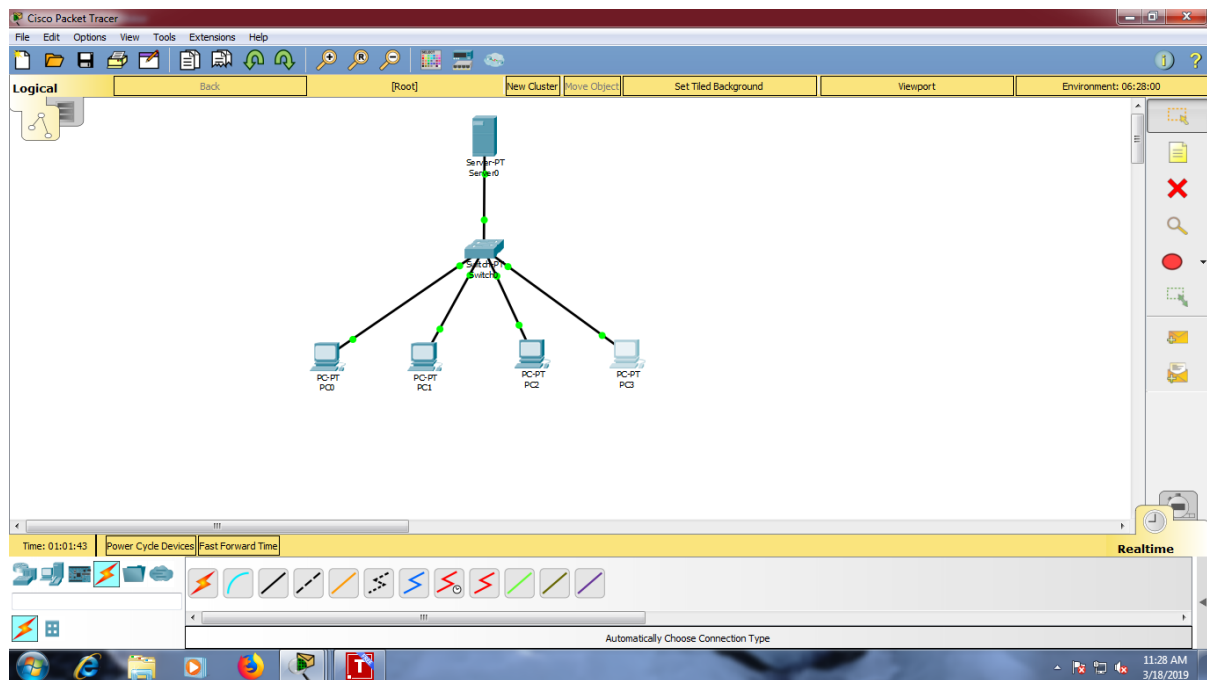 Cisco Packet Tracer
File Edit Options View Tools Extensions Help
Logical Back [Root] New Cluster Move Object Set Tiled Background Viewport Environment: 06:28:00
Server-PT
Server0
Switch-PT
Switch0
PC-PT
PC0
PC-PT
PC1
PC-PT
PC2
PC-PT
PC3
Time: 01:01:43 Power Cycle Devices Fast Forward Time Realtime
Automatically Choose Connection Type
11:28 AM
3/18/2019